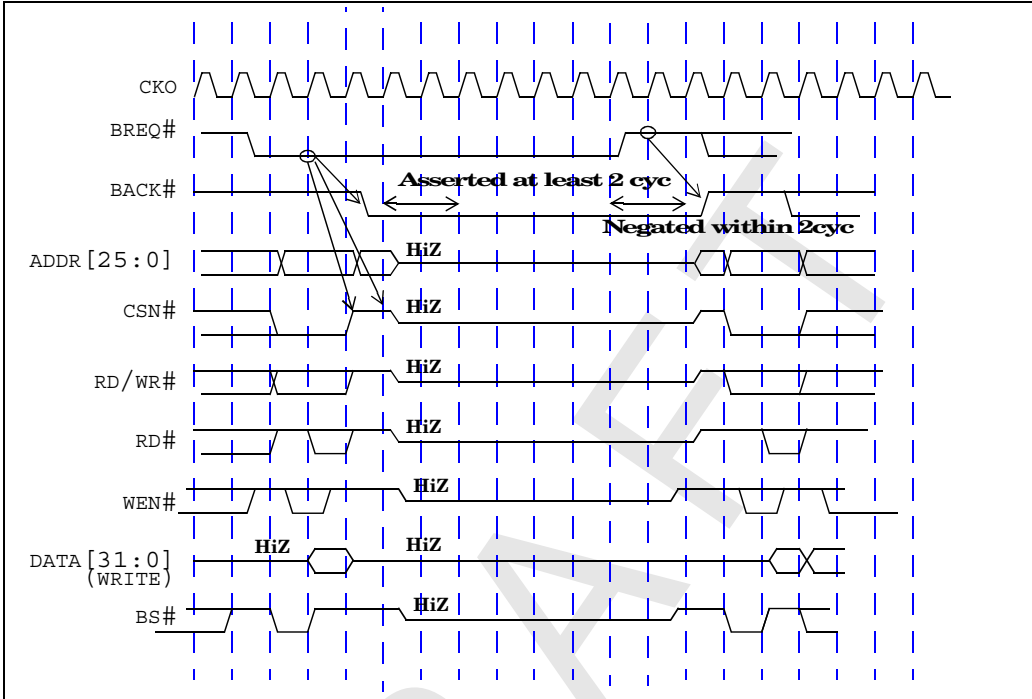 CKO
BREQ#
Asserted at least 2 cyc
BACK#
Negated within 2cyc
HiZ
ADDR[25:0]
HiZ
CSN#
HiZ
RD/WR#
HiZ
RD#
HiZ
WEN#
HiZ HiZ
DATA[31:0]
(WRITE)
HiZ
BS#
DRAFT